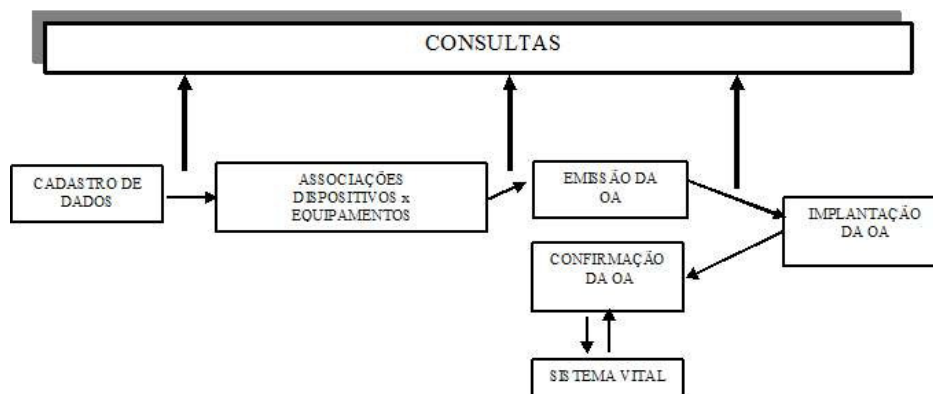 CONSULTAS
CADASTRO DE
DADOS
ASSOCIAÇÕES
DISPOSITIVOS x
EQUIPAMENTOS
EMISSÃO DA
OA
IMPLANTAÇÃO
DA OA
CONFIRMAÇÃO
DA OA
SISTEMA VITAL